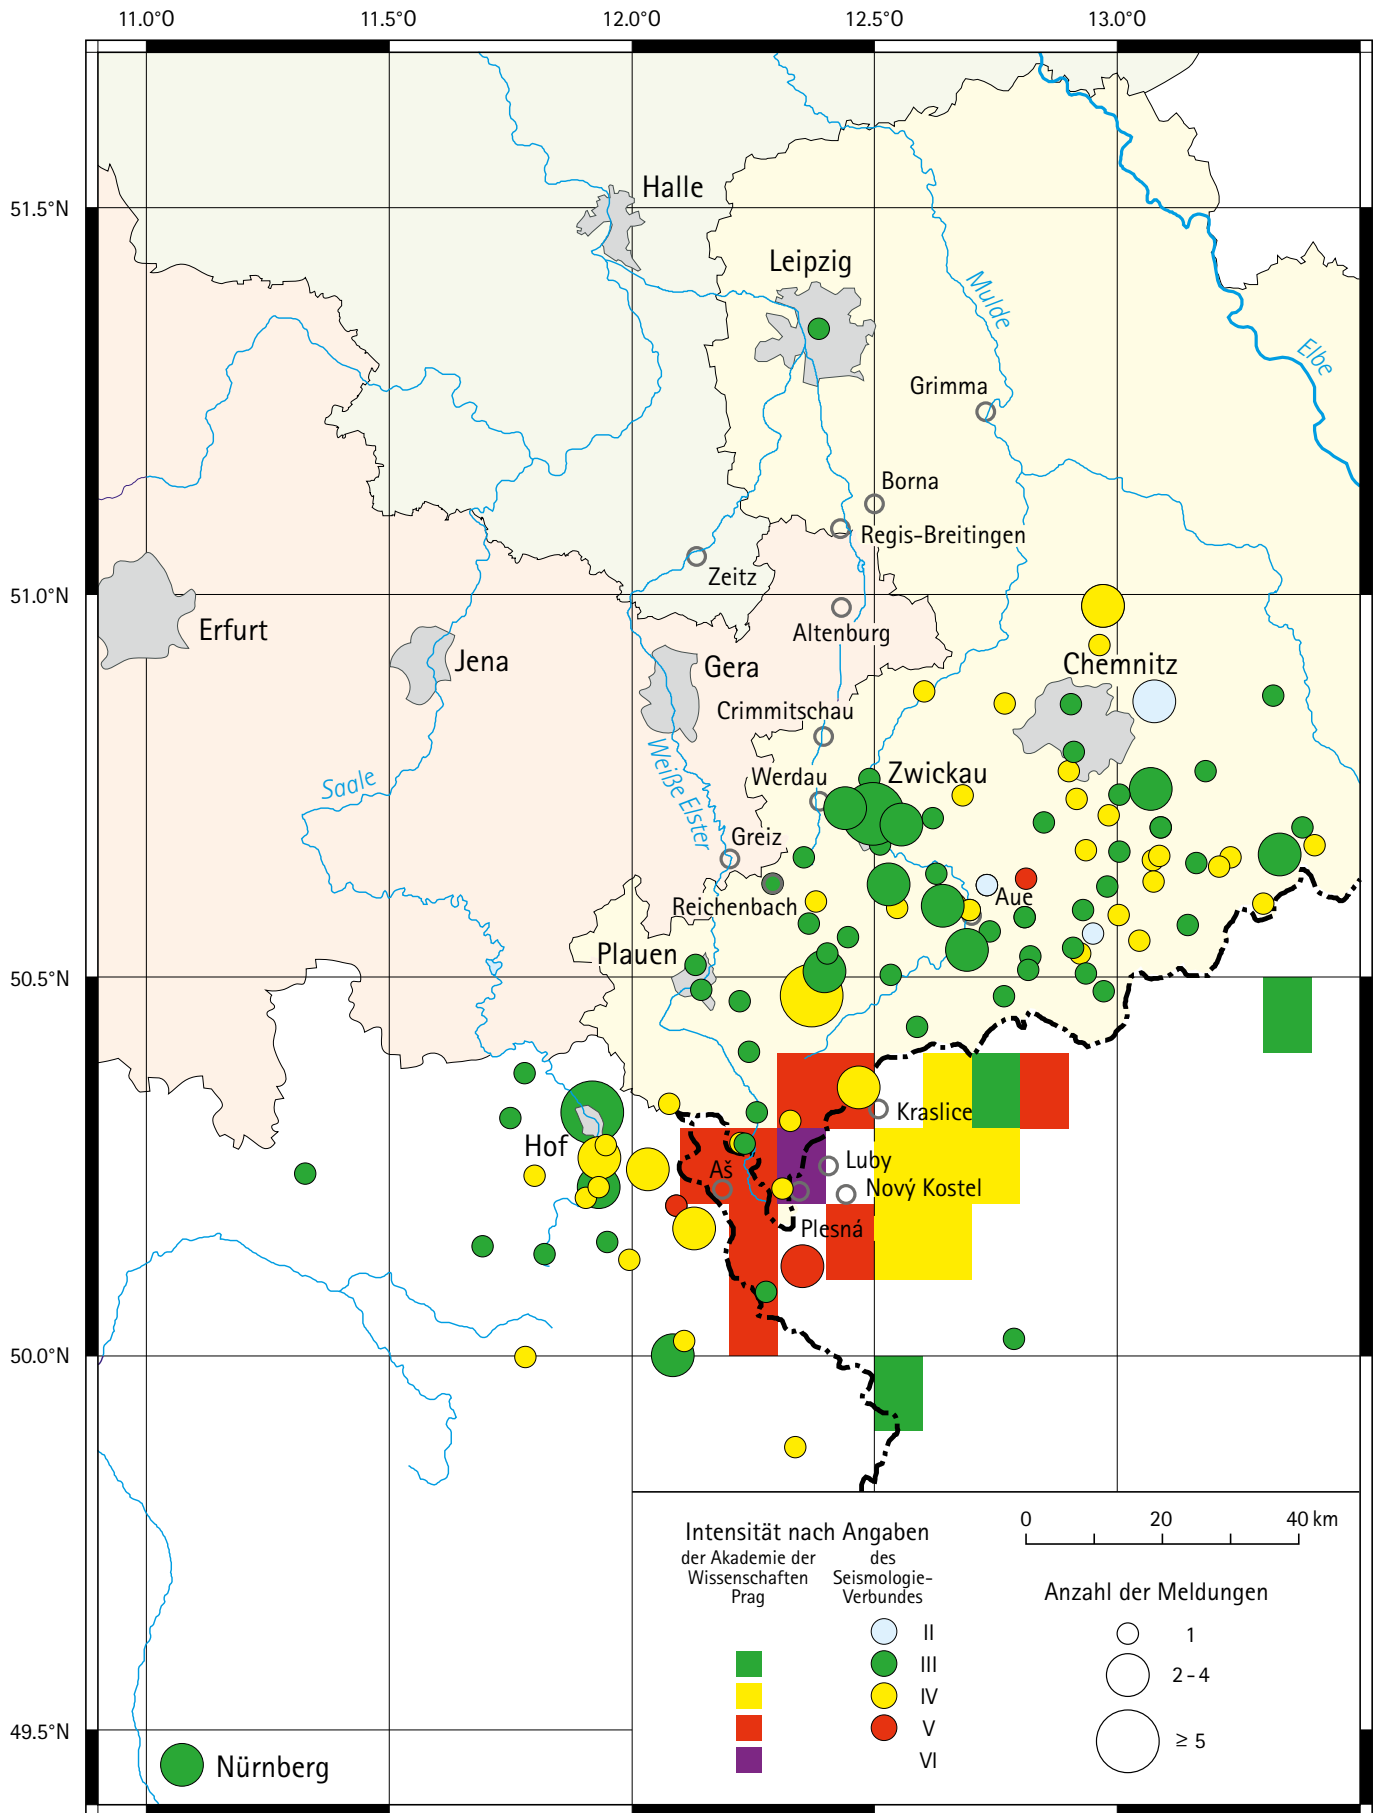 11.0°O
11.5°O
12.0°O
12.5°O
13.0°O
51.5°N
51.0°N
50.5°N
50.0°N
49.5°N
Halle
Leipzig
Mulde
Elbe
Grimma
Borna
Regis-Breitingen
Zeitz
Erfurt
Altenburg
Jena
Gera
Chemnitz
Crimmitschau
Weiße Elster
Werdau
Zwickau
Saale
Greiz
Reichenbach
Aue
Plauen
Kraslice
Hof
Luby
Aš
Nový Kostel
Plesná
Nürnberg
Intensität nach Angaben
der Akademie der
Wissenschaften
Prag
des
Seismologie-
Verbundes
II
III
IV
V
VI
0
20
40 km
Anzahl der Meldungen
1
2 - 4
≥ 5